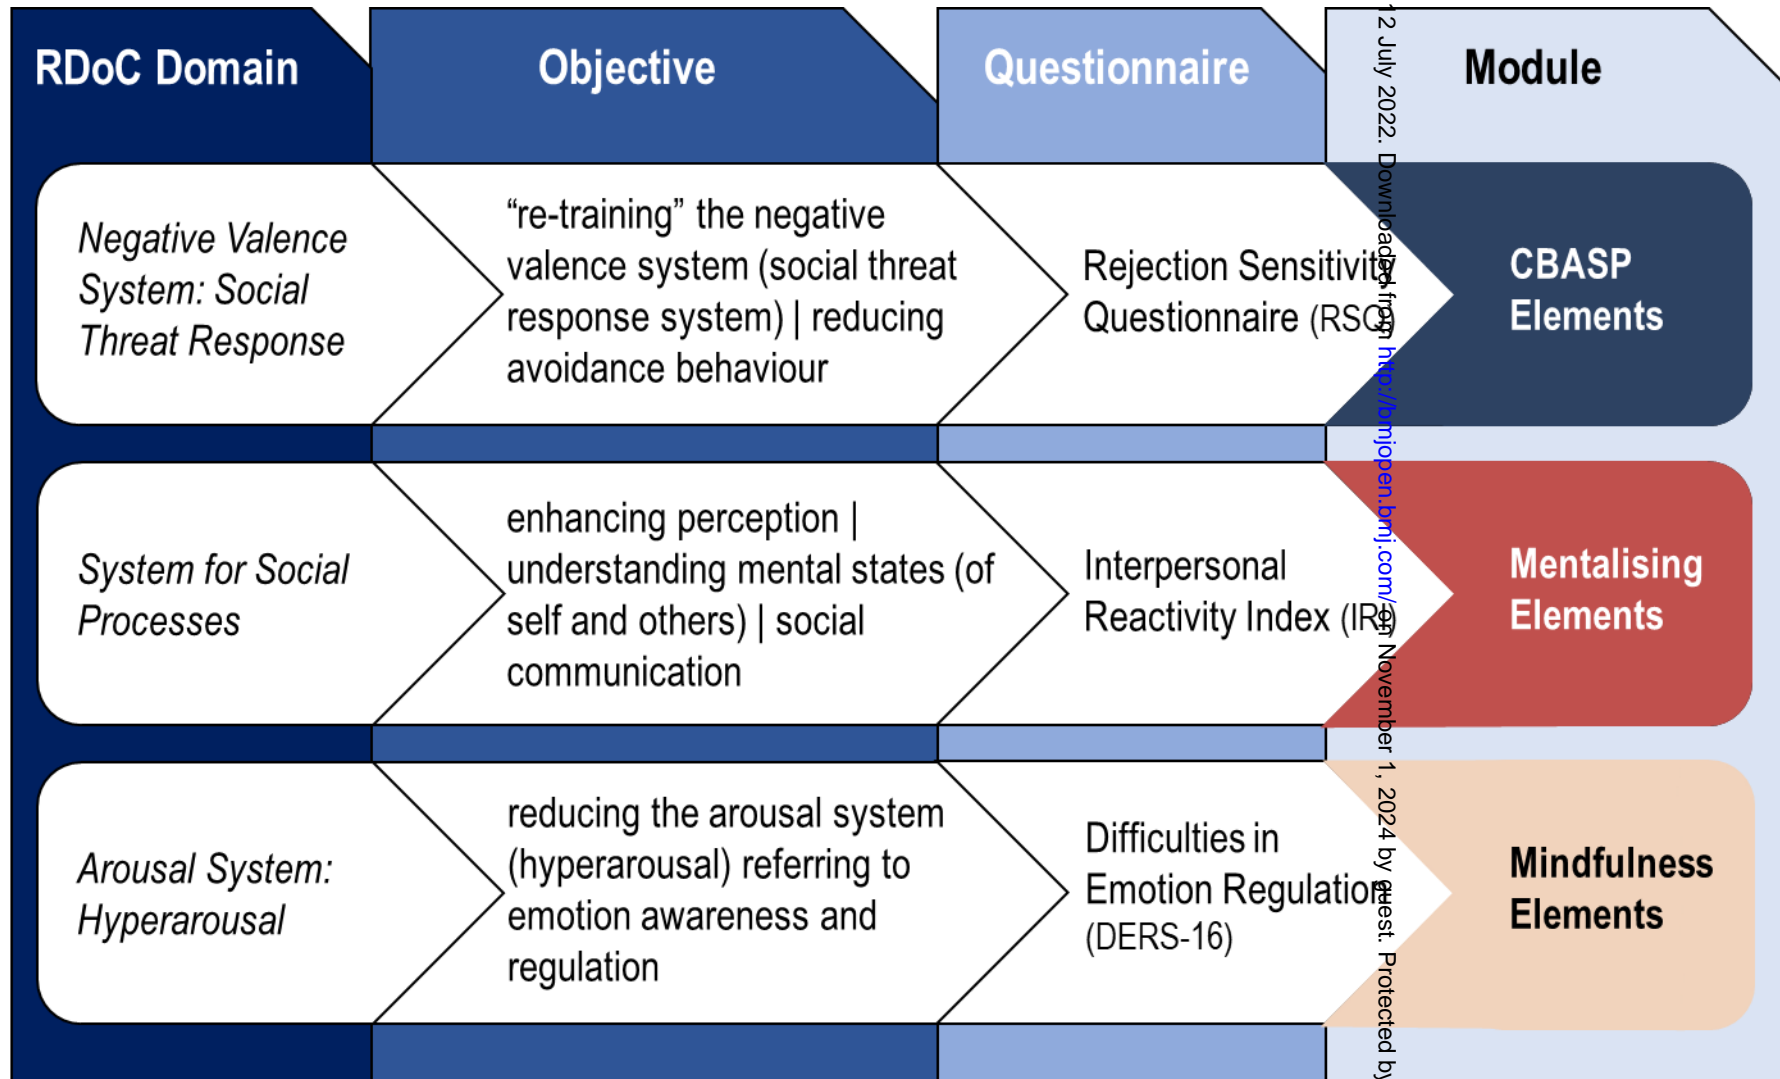 RDoC Domain
Objective
Questionnaire
Module
Negative Valence
System: Social
Threat Response
“re-training” the negative
valence system (social threat
response system) | reducing
avoidance behaviour
Rejection Sensitivity
Questionnaire (RSQ)
CBASP
Elements
System for Social
Processes
enhancing perception |
understanding mental states (of
self and others) | social
communication
Interpersonal
Reactivity Index (IRI)
Mentalising
Elements
Arousal System:
Hyperarousal
reducing the arousal system
(hyperarousal) referring to
emotion awareness and
regulation
Difficulties in
Emotion Regulation
(DERS-16)
Mindfulness
Elements
12 July 2022. Downloaded from http://bmjopen.bmj.com/ on November 1, 2024 by guest. Protected by